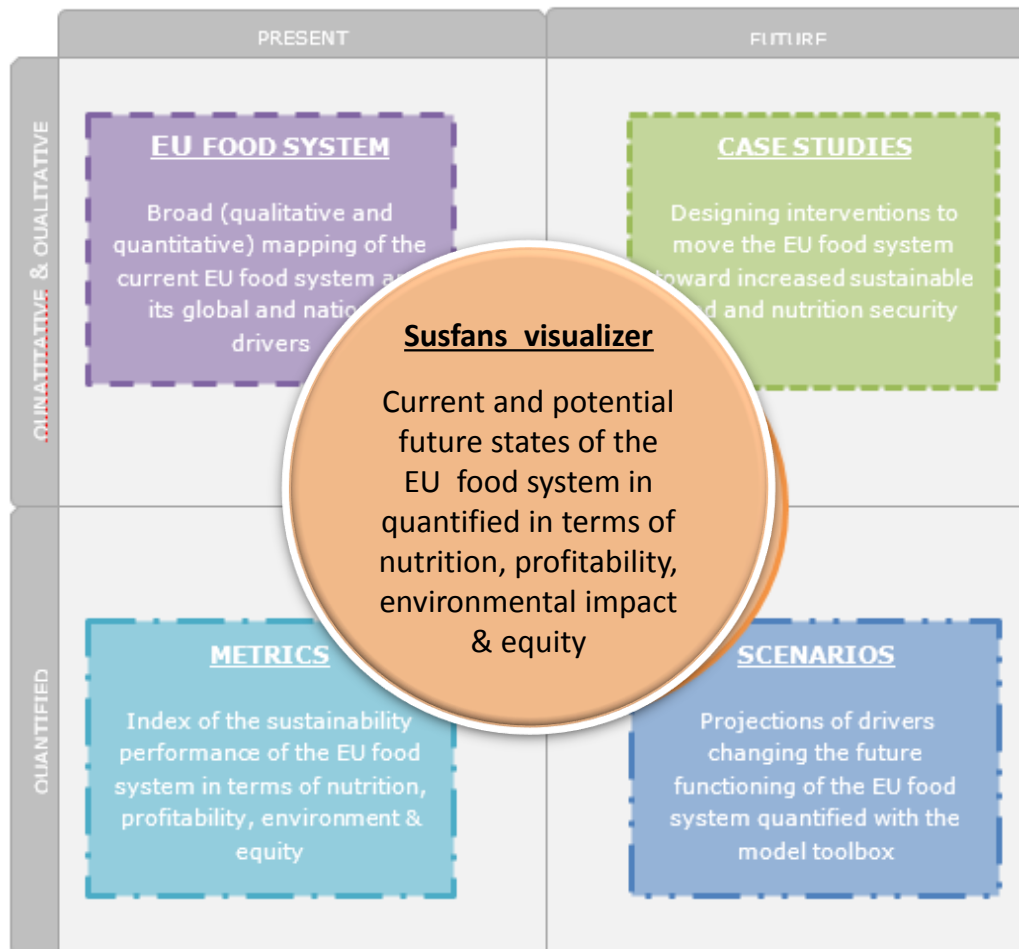 PRESENT
FUTURE
QUNATITATIVE & QUALITATIVE
EU FOOD SYSTEM
Broad (qualitative and
quantitative) mapping of the
current EU food system
its global and
drivers
CASE STUDIES
Designing interventions to
move the EU food system
toward increased sustainable
and nutrition security
Susfans visualizer
Current and potential
future states of the
EU food system in
quantified in terms of
nutrition, profitability,
environmental impact
& equity
QUANTIFIED
METRICS
Index of the sustainability
performance of the EU food
system in terms of nutrition,
profitability, environment &
equity
SCENARIOS
Projections of drivers
changing the future
functioning of the EU food
system quantified with the
model toolbox